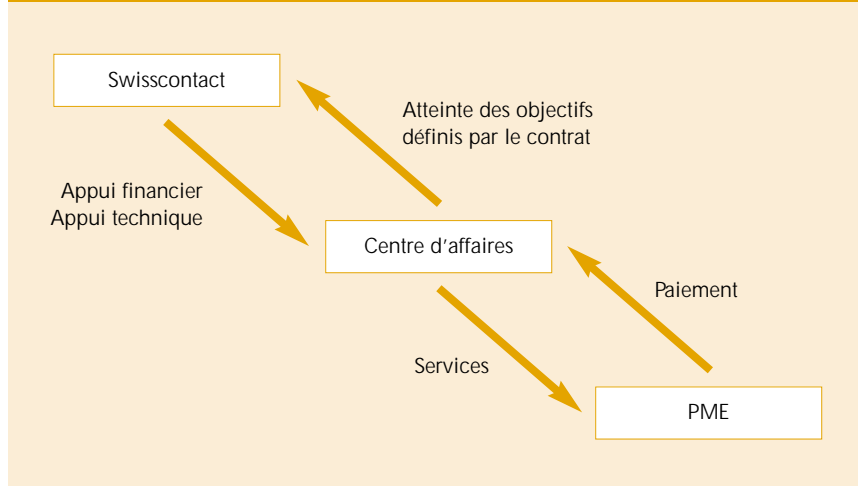 Swisscontact
Atteinte des objectifs
définis par le contrat
Appui financier
Appui technique
Centre d'affaires
Paiement
Services
PME